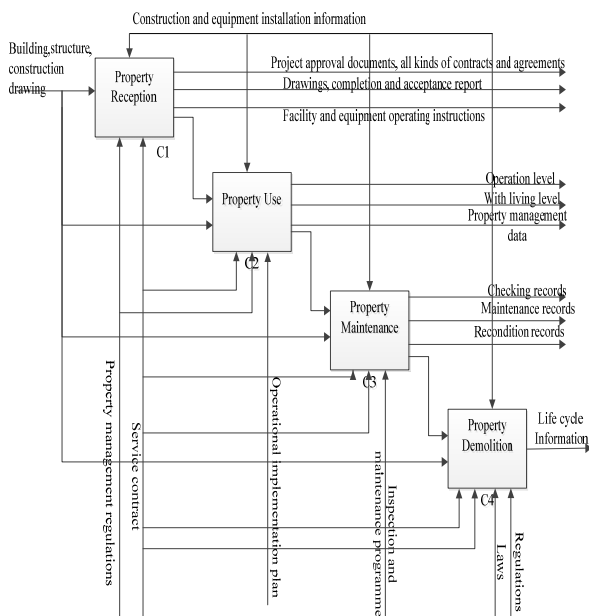 Construction and equipment installation information
Building,structure,
construction
drawing
Property
Reception
Project approval documents, all kinds of contracts and agreements
Drawings, completion and acceptance report
Facility and equipment operating instructions
C1
Property Use
Operation level
With living level
Property management
data
C2
Property
Maintenance
Checking records
Maintenance records
Recondition records
C3
Property
Demolition
Life cycle
Information
C4
Property management regulations
Service contract
Operational implementation plan
Inspection and
maintenance programme
Laws
Regulations